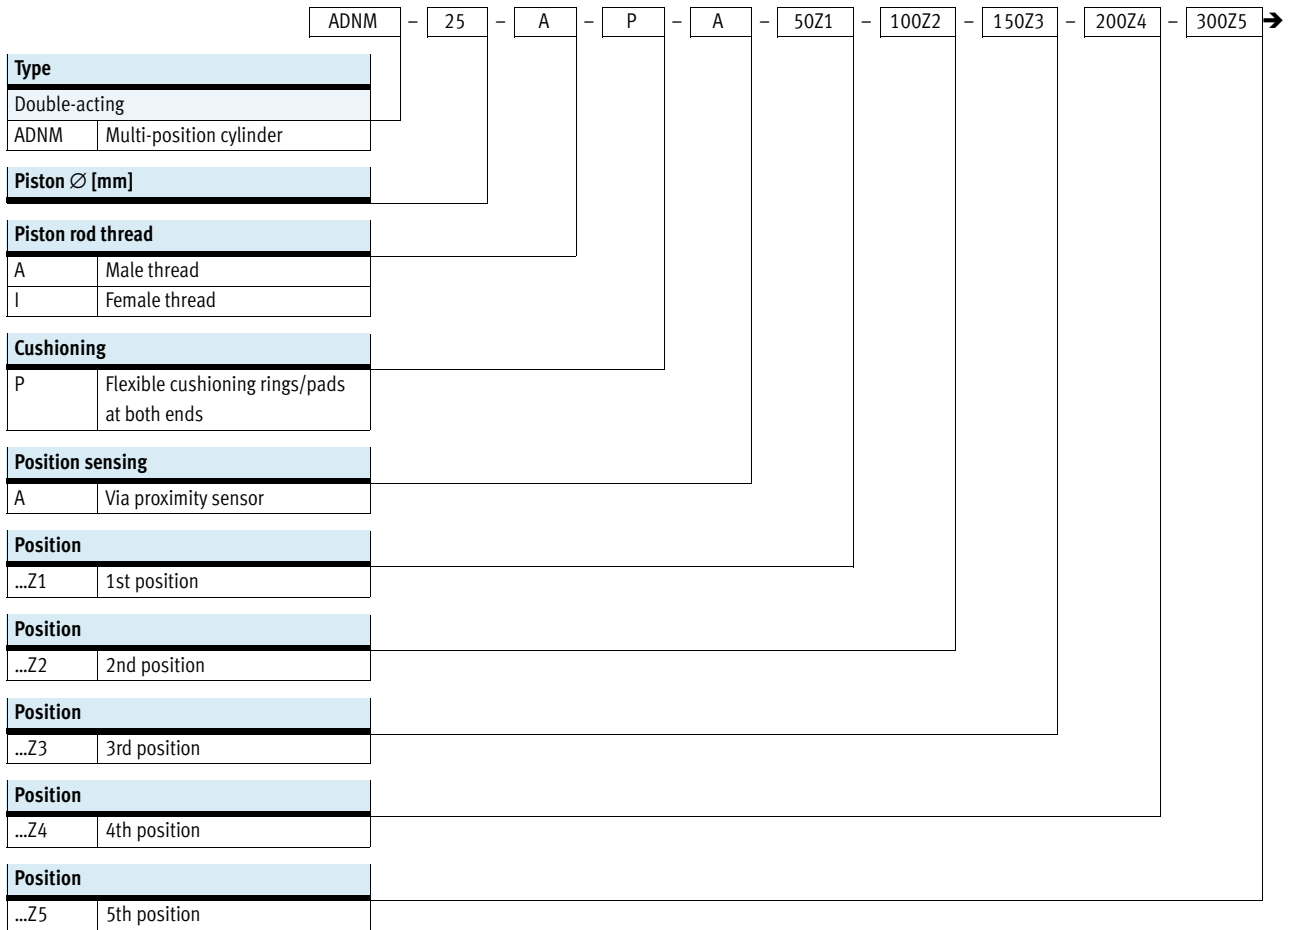 ADNM – 25 – A – P – A – 50Z1 – 100Z2 – 150Z3 – 200Z4 – 300Z5 ➔
Type
Double-acting
ADNM Multi-position cylinder
Piston ∅ [mm]
Piston rod thread
A Male thread
I Female thread
Cushioning
P Flexible cushioning rings/pads
at both ends
Position sensing
A Via proximity sensor
Position
...Z1 1st position
Position
...Z2 2nd position
Position
...Z3 3rd position
Position
...Z4 4th position
Position
...Z5 5th position